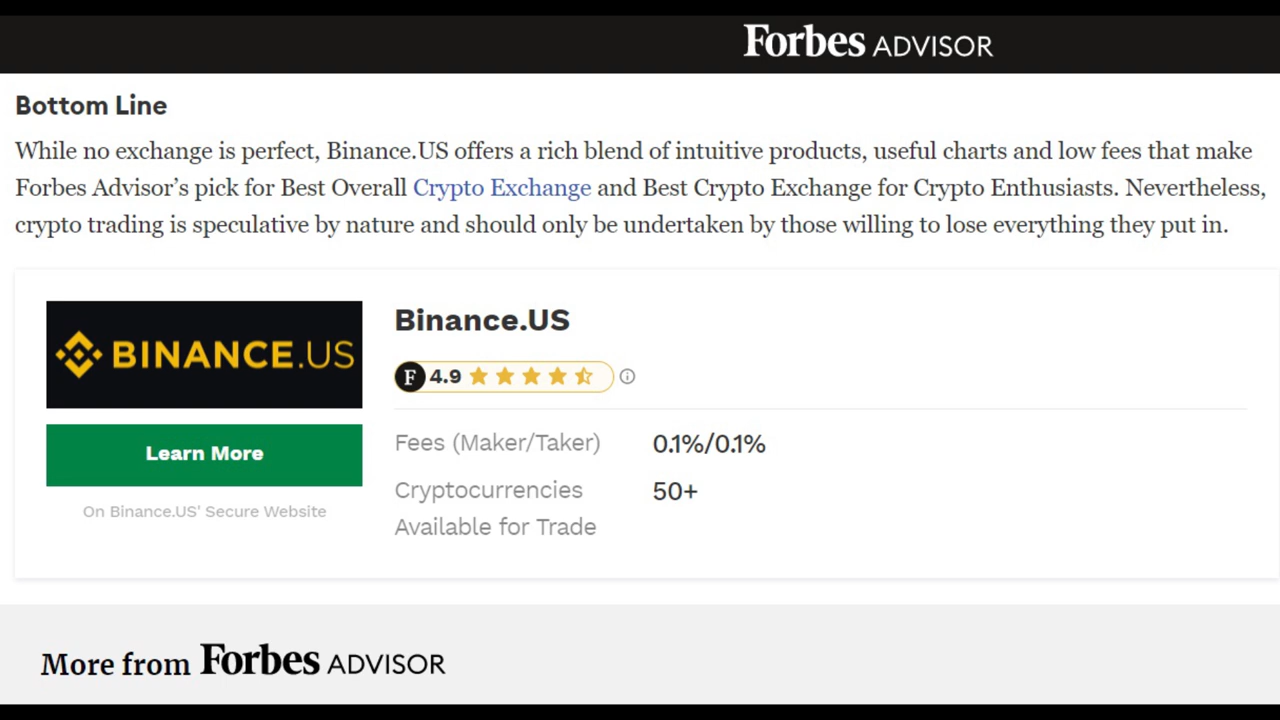 Forbes ADVISOR
Bottom Line
While no exchange is perfect, Binance.US offers a rich blend of intuitive products, useful charts and low fees that make
Forbes Advisor’s pick for Best Overall Crypto Exchange and Best Crypto Exchange for Crypto Enthusiasts. Nevertheless,
crypto trading is speculative by nature and should only be undertaken by those willing to lose everything they put in.
BINANCE.US
Learn More
On Binance.US' Secure Website
Binance.US
F 4.9
Fees (Maker/Taker) 0.1%/0.1%
Cryptocurrencies 50+
Available for Trade
More from Forbes ADVISOR